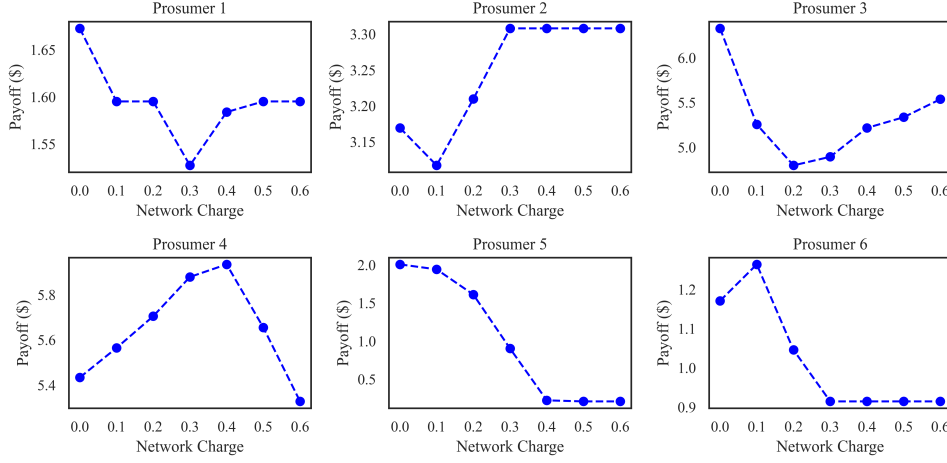 Prosumer 1
Payoff ($)
1.65
1.60
1.55
0.0 0.1 0.2 0.3 0.4 0.5 0.6
Network Charge
Prosumer 2
Payoff ($)
3.30
3.25
3.20
3.15
0.0 0.1 0.2 0.3 0.4 0.5 0.6
Network Charge
Prosumer 3
Payoff ($)
6.0
5.5
5.0
0.0 0.1 0.2 0.3 0.4 0.5 0.6
Network Charge
Prosumer 4
Payoff ($)
5.8
5.6
5.4
0.0 0.1 0.2 0.3 0.4 0.5 0.6
Network Charge
Prosumer 5
Payoff ($)
2.0
1.5
1.0
0.5
0.0 0.1 0.2 0.3 0.4 0.5 0.6
Network Charge
Prosumer 6
Payoff ($)
1.2
1.1
1.0
0.9
0.0 0.1 0.2 0.3 0.4 0.5 0.6
Network Charge